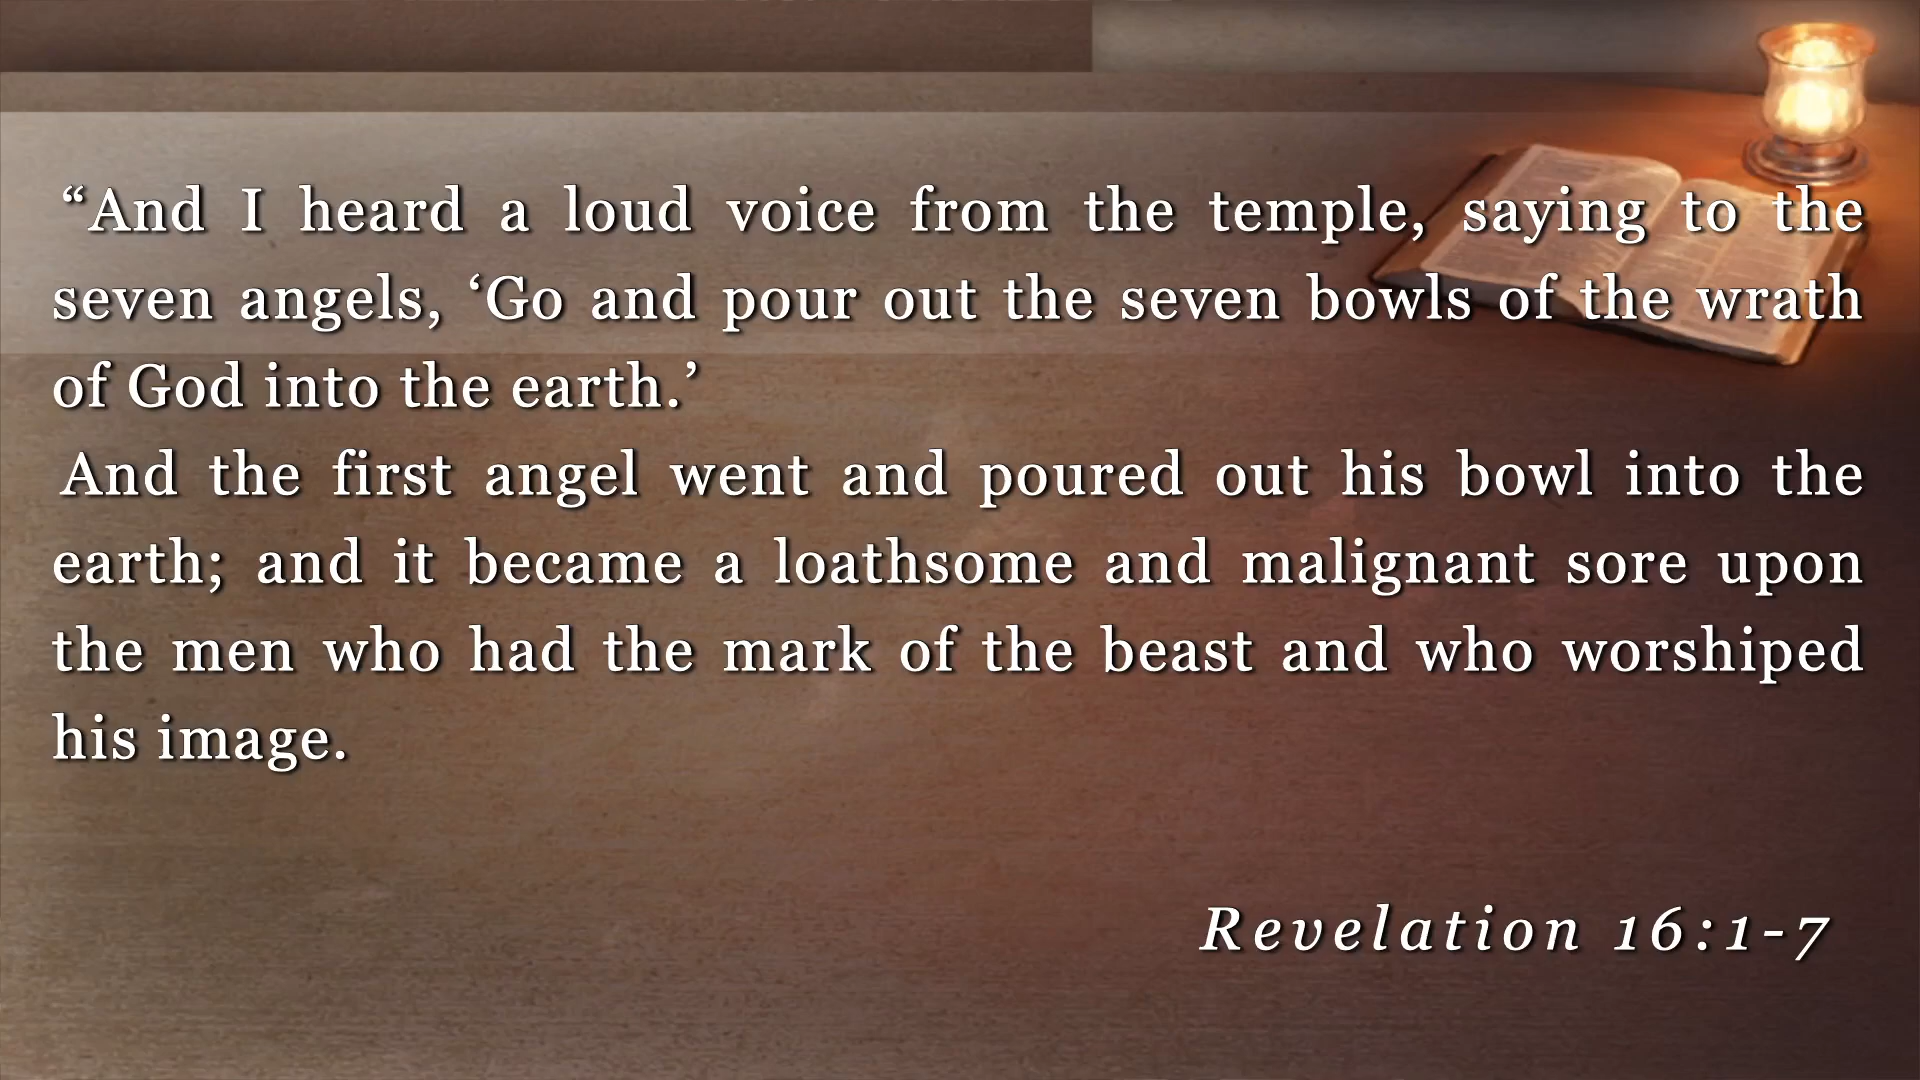 “And I heard a loud voice from the temple, saying to the
seven angels, ‘Go and pour out the seven bowls of the wrath
of God into the earth.’
And the first angel went and poured out his bowl into the
earth; and it became a loathsome and malignant sore upon
the men who had the mark of the beast and who worshiped
his image.
Revelation 16:1-7